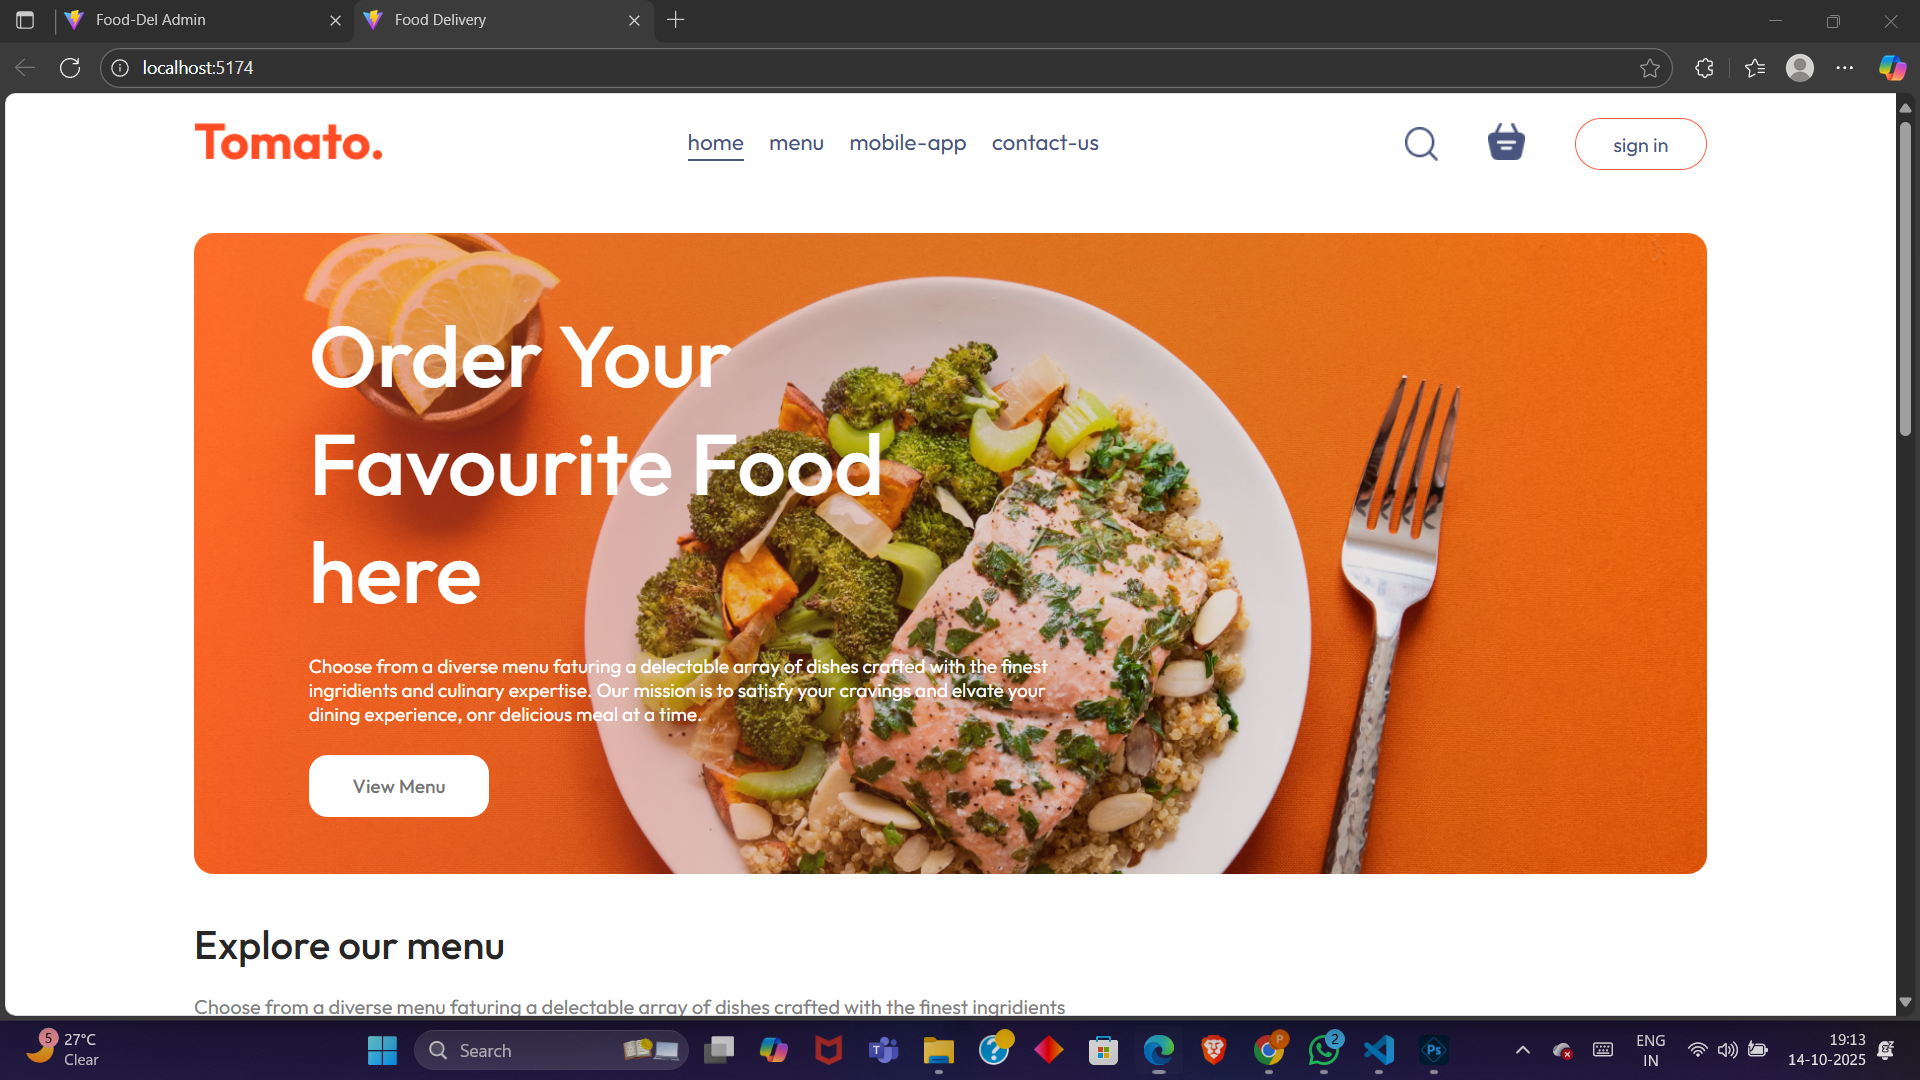 Food-Del Admin
Food Delivery
localhost:5174
Tomato.
home menu mobile-app contact-us
sign in
Order Your
Favourite Food
here
Choose from a diverse menu faturing a delectable array of dishes crafted with the finest
ingridients and culinary expertise. Our mission is to satisfy your cravings and elvate your
dining experience, onr delicious meal at a time.
View Menu
Explore our menu
Choose from a diverse menu faturing a delectable array of dishes crafted with the finest ingridients
5
27°C
Clear
Search
T
P
2
Ps
ENG
IN
19:13
14-10-2025